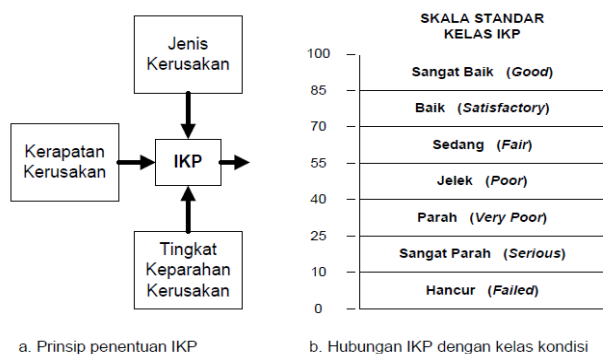 Jenis
Kerusakan
Kerapatan
Kerusakan
IKP
Tingkat
Keparahan
Kerusakan
a. Prinsip penentuan IKP
SKALA STANDAR
KELAS IKP
100
Sangat Baik (Good)
85
Baik (Satisfactory)
70
Sedang (Fair)
55
Jelek (Poor)
40
Parah (Very Poor)
25
Sangat Parah (Serious)
10
Hancur (Failed)
0
b. Hubungan IKP dengan kelas kondisi